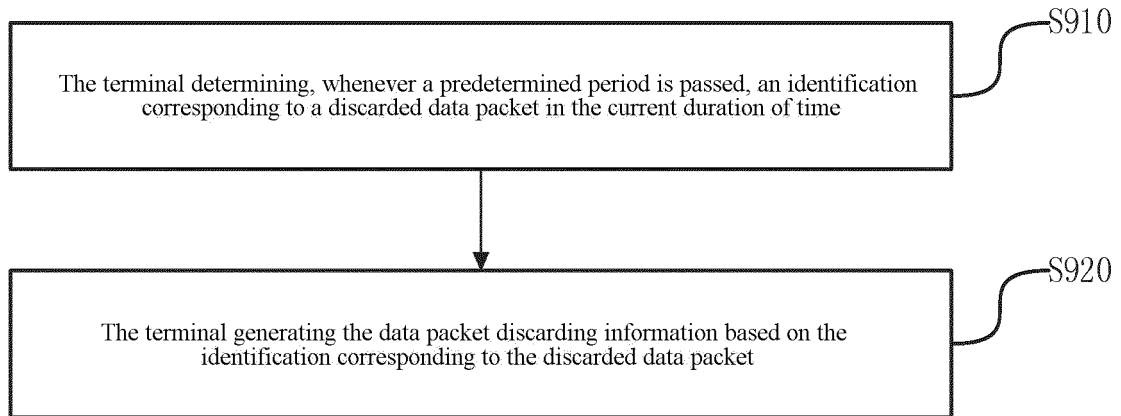 S910
The terminal determining, whenever a predetermined period is passed, an identification
corresponding to a discarded data packet in the current duration of time
S920
The terminal generating the data packet discarding information based on the
identification corresponding to the discarded data packet